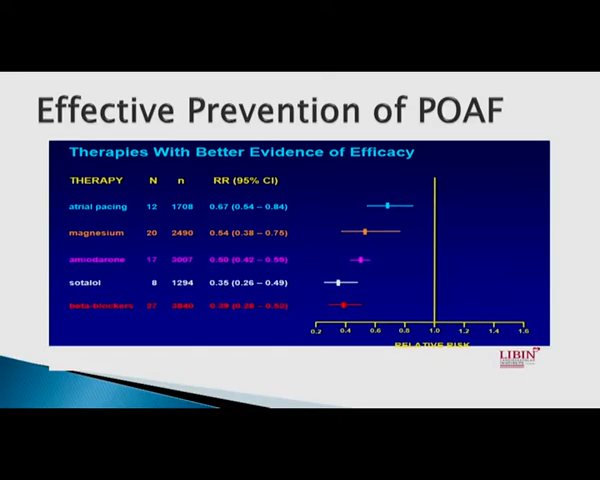 Effective Prevention of POAF
Therapies With Better Evidence of Efficacy
THERAPY N n RR (95% CI)
atrial pacing 12 1708 0.67 (0.54 – 0.84)
magnesium 20 2490 0.54 (0.38 – 0.75)
amiodarone 17 3007 0.50 (0.42 – 0.59)
sotalol 8 1294 0.35 (0.26 – 0.49)
beta-blockers 27 3840 0.39 (0.28 – 0.52)
0.2 0.4 0.6 0.8 1.0 1.2 1.4 1.6
RELATIVE RISK
LIBIN